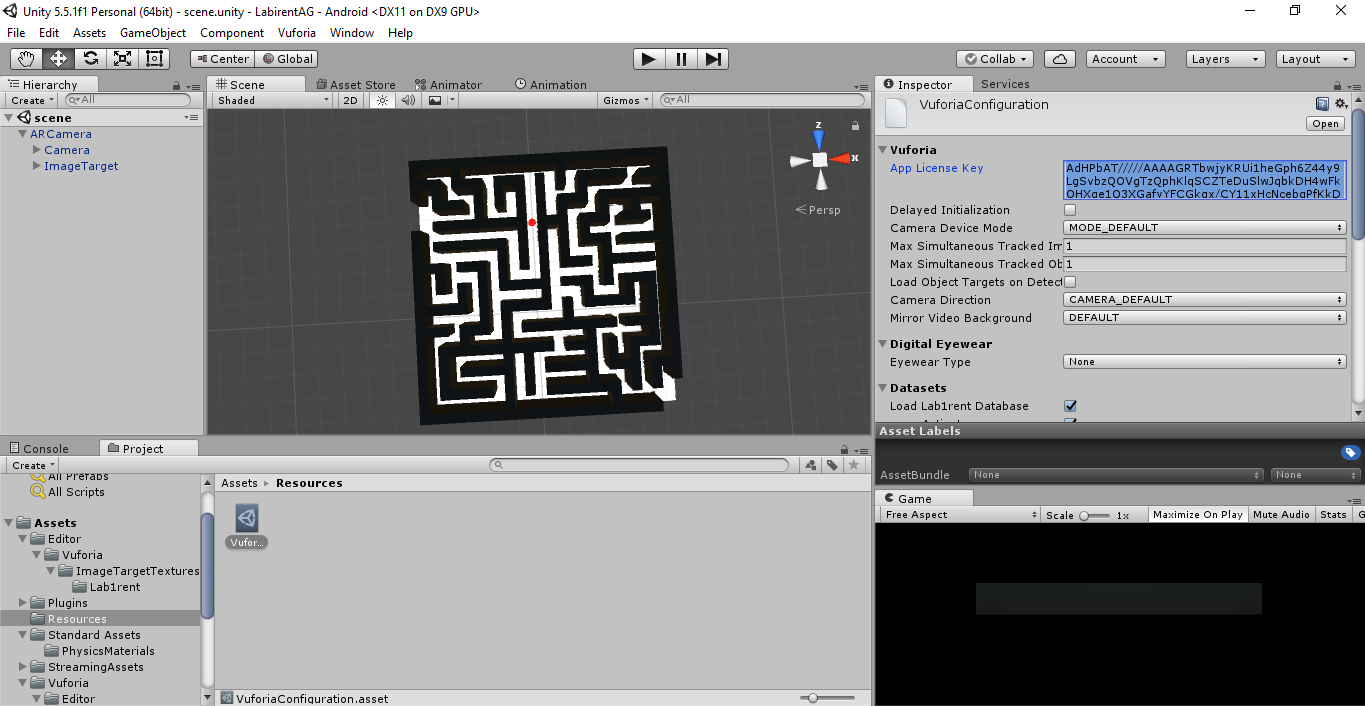 Unity 5.5.1f1 Personal (64bit) - scene.unity - LabirentAG - Android <DX11 on DX9 GPU>
File Edit Assets GameObject Component Vuforia Window Help
Center Global
Collab Account Layers Layout
Hierarchy
Create All
scene
ARCamera
Camera
ImageTarget
Scene Asset Store Animator Animation
Shaded 2D Gizmos All
z
x
Persp
Inspector Services
VuforiaConfiguration
Open
Vuforia
App License Key
AdHPbAT/////AAAAGRTbwjyKRUi1heGph6Z44y9
Delayed Initialization
Camera Device Mode MODE_DEFAULT
Max Simultaneous Tracked Im 1
Max Simultaneous Tracked Ob 1
Load Object Targets on Detect
Camera Direction CAMERA_DEFAULT
Mirror Video Background DEFAULT
Digital Eyewear
Eyewear Type None
Datasets
Load Lab1rent Database
Asset Labels
AssetBundle None None
Console Project
Create
All Prefabs
All Scripts
Assets
Editor
Vuforia
ImageTargetTextures
Lab1rent
Plugins
Resources
Standard Assets
PhysicsMaterials
StreamingAssets
Vuforia
Editor
Assets Resources
Vufor...
VuforiaConfiguration.asset
Game
Free Aspect Scale 1x Maximize On Play Mute Audio Stats G